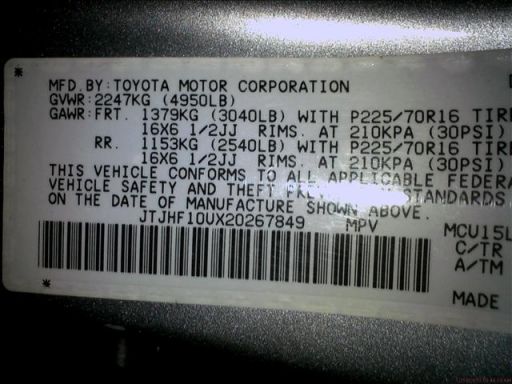 MFD.BY:TOYOTA MOTOR CORPORATION
GVWR:2247KG (4950LB)
GAWR:FRT. 1379KG (3040LB) WITH P225/70R16 TIRE
16X6 1/2JJ RIMS. AT 210KPA (30PSI)
RR. 1153KG (2540LB) WITH P225/70R16 TIRE
16X6 1/2JJ RIMS. AT 210KPA (30PSI)
THIS VEHICLE CONFORMS TO ALL APPLICABLE FEDERA
VEHICLE SAFETY AND THEFT STANDARDS
ON THE DATE OF MANUFACTURE SHOWN ABOVE.
JTJHF10UX20267849 MPV
MCU15L
C/TR
A/TM
MADE